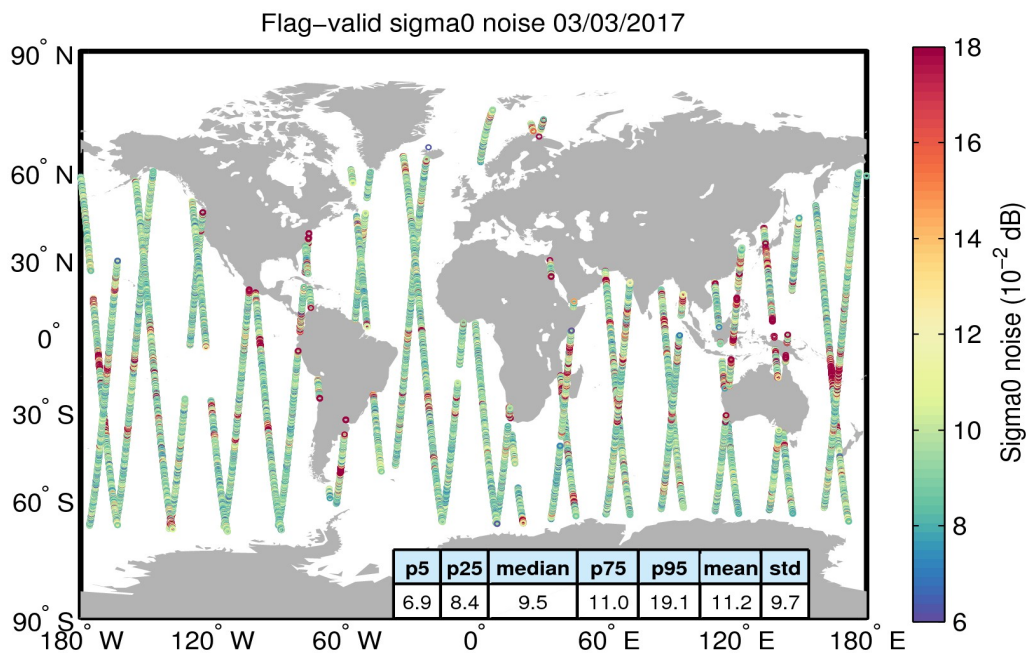 Flag−valid sigma0 noise 03/03/2017
90° N
60° N
30° N
0°
30° S
60° S
90° S
180° W
120° W
60° W
0°
60° E
120° E
180° E
p5 p25 median p75 p95 mean std
6.9 8.4 9.5 11.0 19.1 11.2 9.7
18
16
14
12
10
8
6
Sigma0 noise (10⁻² dB)